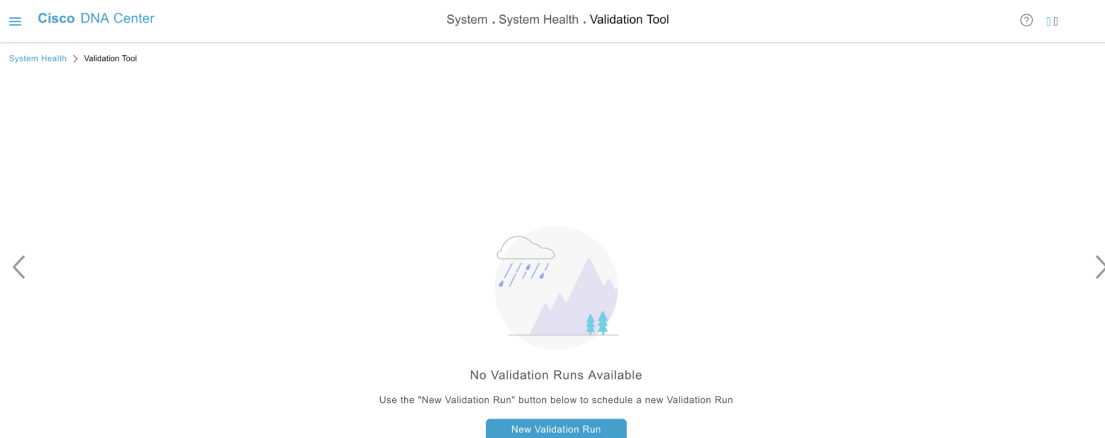 Cisco DNA Center
System . System Health . Validation Tool
System Health > Validation Tool
No Validation Runs Available
Use the "New Validation Run" button below to schedule a new Validation Run
New Validation Run